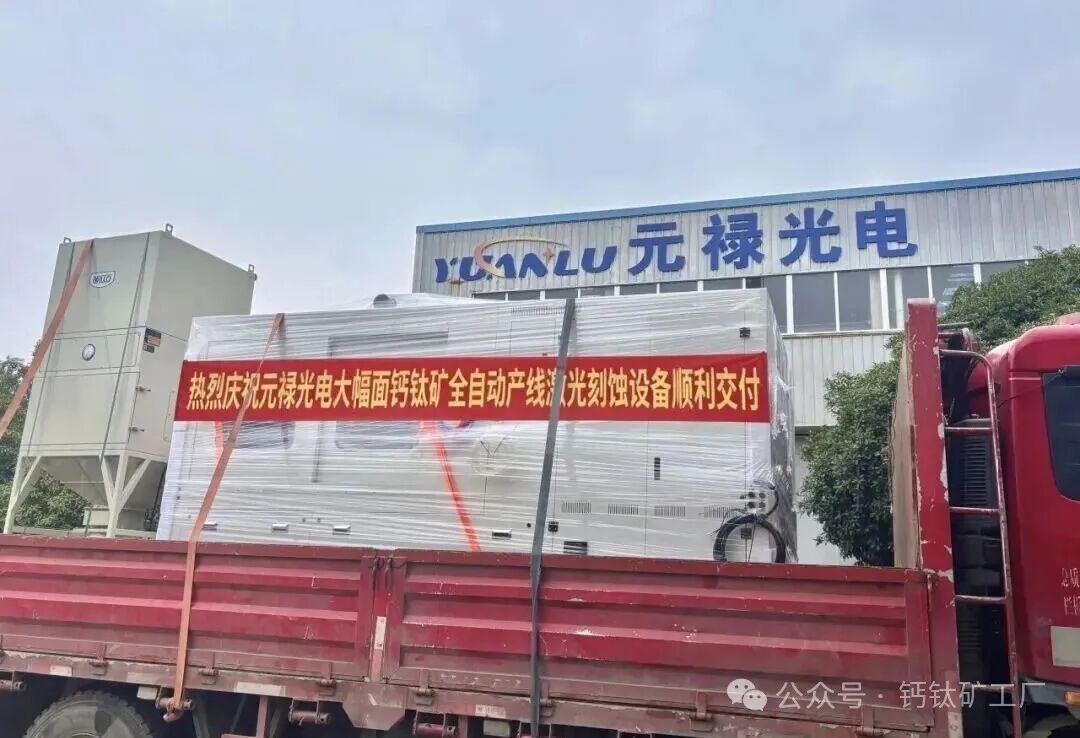 YUANLU 元禄光电
热烈庆祝元禄光电大幅面钙钛矿全自动产线激光刻蚀设备顺利交付
公众号 · 钙钛矿工厂